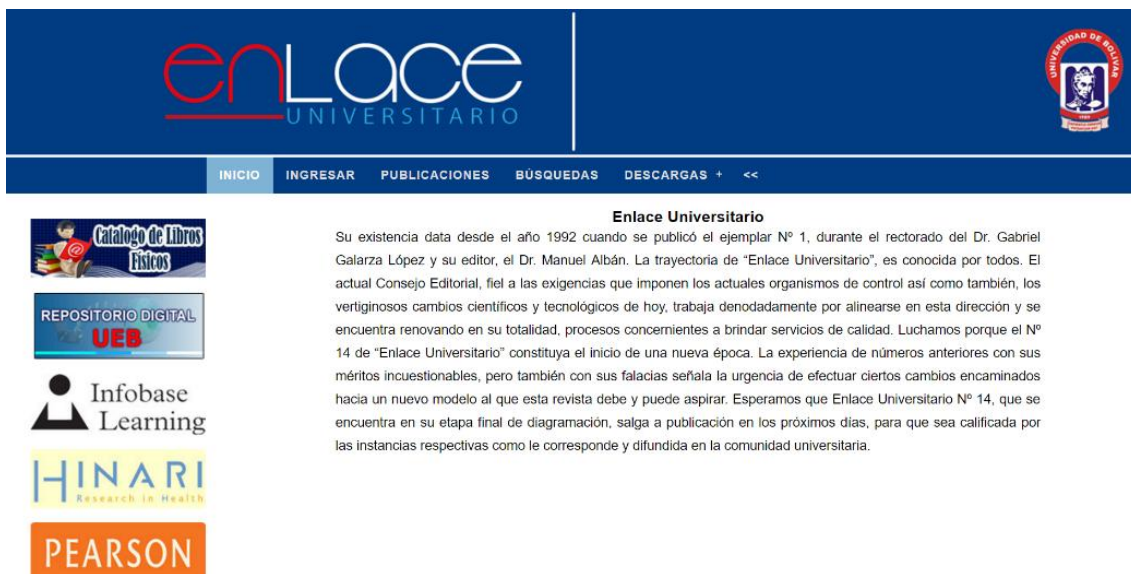 enLace
UNIVERSITARIO
UNIVERSIDAD DE BOLIVAR
INICIO INGRESAR PUBLICACIONES BÚSQUEDAS DESCARGAS + <<
Catalogo de Libros
Fisicos
REPOSITORIO DIGITAL
UEB
Infobase
Learning
HINARI
Research in Health
PEARSON
Enlace Universitario
Su existencia data desde el año 1992 cuando se publicó el ejemplar Nº 1, durante el rectorado del Dr. Gabriel
Galarza López y su editor, el Dr. Manuel Albán. La trayectoria de “Enlace Universitario”, es conocida por todos. El
actual Consejo Editorial, fiel a las exigencias que imponen los actuales organismos de control así como también, los
vertiginosos cambios científicos y tecnológicos de hoy, trabaja denodadamente por alinearse en esta dirección y se
encuentra renovando en su totalidad, procesos concernientes a brindar servicios de calidad. Luchamos porque el Nº
14 de “Enlace Universitario” constituya el inicio de una nueva época. La experiencia de números anteriores con sus
méritos incuestionables, pero también con sus falacias señala la urgencia de efectuar ciertos cambios encaminados
hacia un nuevo modelo al que esta revista debe y puede aspirar. Esperamos que Enlace Universitario Nº 14, que se
encuentra en su etapa final de diagramación, salga a publicación en los próximos días, para que sea calificada por
las instancias respectivas como le corresponde y difundida en la comunidad universitaria.